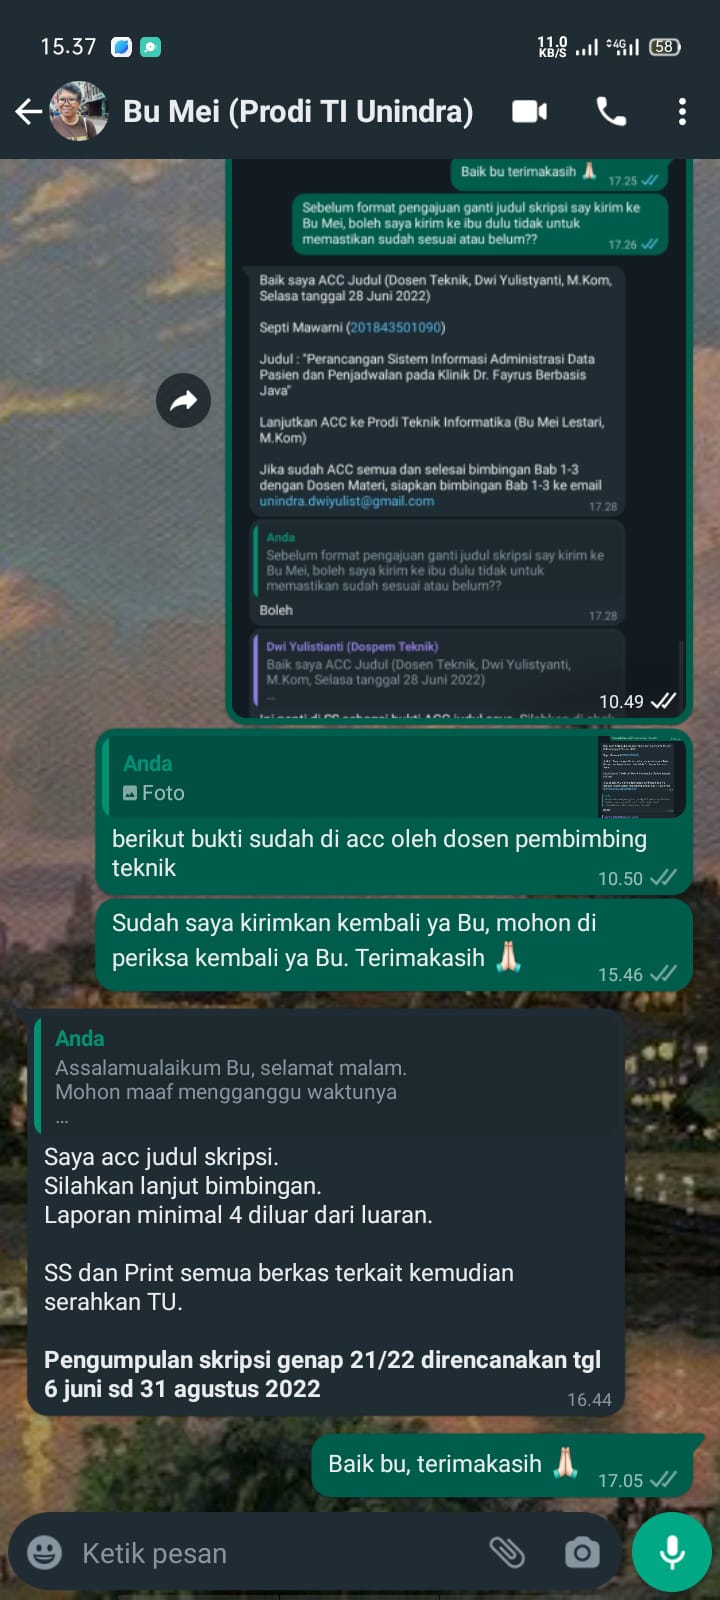 15.37
11.0
KB/S
4G
58
Bu Mei (Prodi TI Unindra)
Baik bu terimakasih 🙏🏻
17.25
Sebelum format pengajuan ganti judul skripsi say kirim ke
Bu Mei, boleh saya kirim ke ibu dulu tidak untuk
memastikan sudah sesuai atau belum??
17.26
Baik saya ACC Judul (Dosen Teknik, Dwi Yulistyanti, M.Kom,
Selasa tanggal 28 Juni 2022)
Septi Mawarni (201843501090)
Judul : "Perancangan Sistem Informasi Administrasi Data
Pasien dan Penjadwalan pada Klinik Dr. Fayrus Berbasis
Java"
Lanjutkan ACC ke Prodi Teknik Informatika (Bu Mei Lestari,
M.Kom)
Jika sudah ACC semua dan selesai bimbingan Bab 1-3
dengan Dosen Materi, siapkan bimbingan Bab 1-3 ke email
unindra.dwiyulist@gmail.com
17.28
Anda
Sebelum format pengajuan ganti judul skripsi say kirim ke
Bu Mei, boleh saya kirim ke ibu dulu tidak untuk
memastikan sudah sesuai atau belum??
Boleh
17.28
Dwi Yulistianti (Dospem Teknik)
Baik saya ACC Judul (Dosen Teknik, Dwi Yulistyanti,
M.Kom, Selasa tanggal 28 Juni 2022)
...
10.49
Anda
Foto
berikut bukti sudah di acc oleh dosen pembimbing
teknik
10.50
Sudah saya kirimkan kembali ya Bu, mohon di
periksa kembali ya Bu. Terimakasih 🙏🏻
15.46
Anda
Assalamualaikum Bu, selamat malam.
Mohon maaf mengganggu waktunya
...
Saya acc judul skripsi.
Silahkan lanjut bimbingan.
Laporan minimal 4 diluar dari luaran.
SS dan Print semua berkas terkait kemudian
serahkan TU.
Pengumpulan skripsi genap 21/22 direncanakan tgl
6 juni sd 31 agustus 2022
16.44
Baik bu, terimakasih 🙏🏻
17.05
Ketik pesan